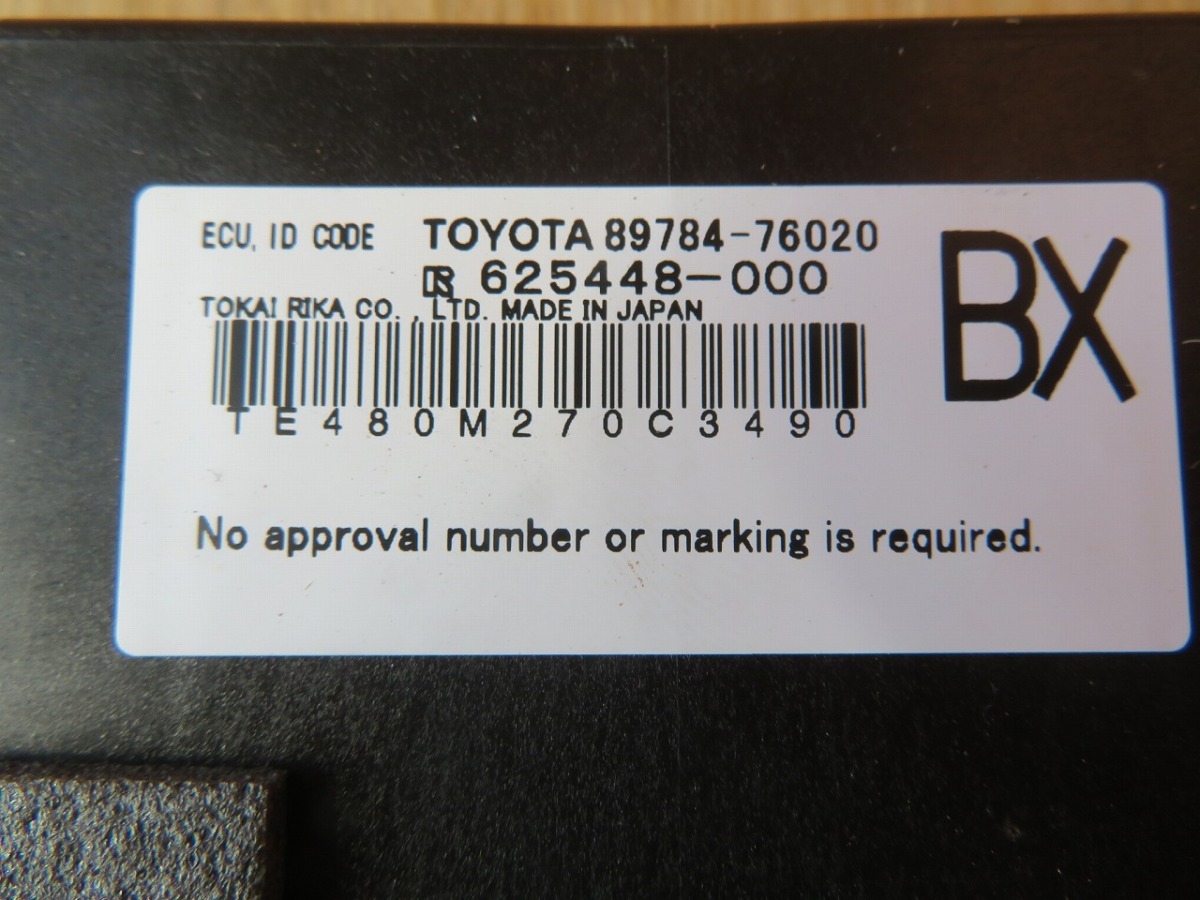 ECU, ID CODE TOYOTA 89784-76020
R 625448-000
TOKAI RIKA CO., LTD. MADE IN JAPAN
BX
TE480M270C3490
No approval number or marking is required.